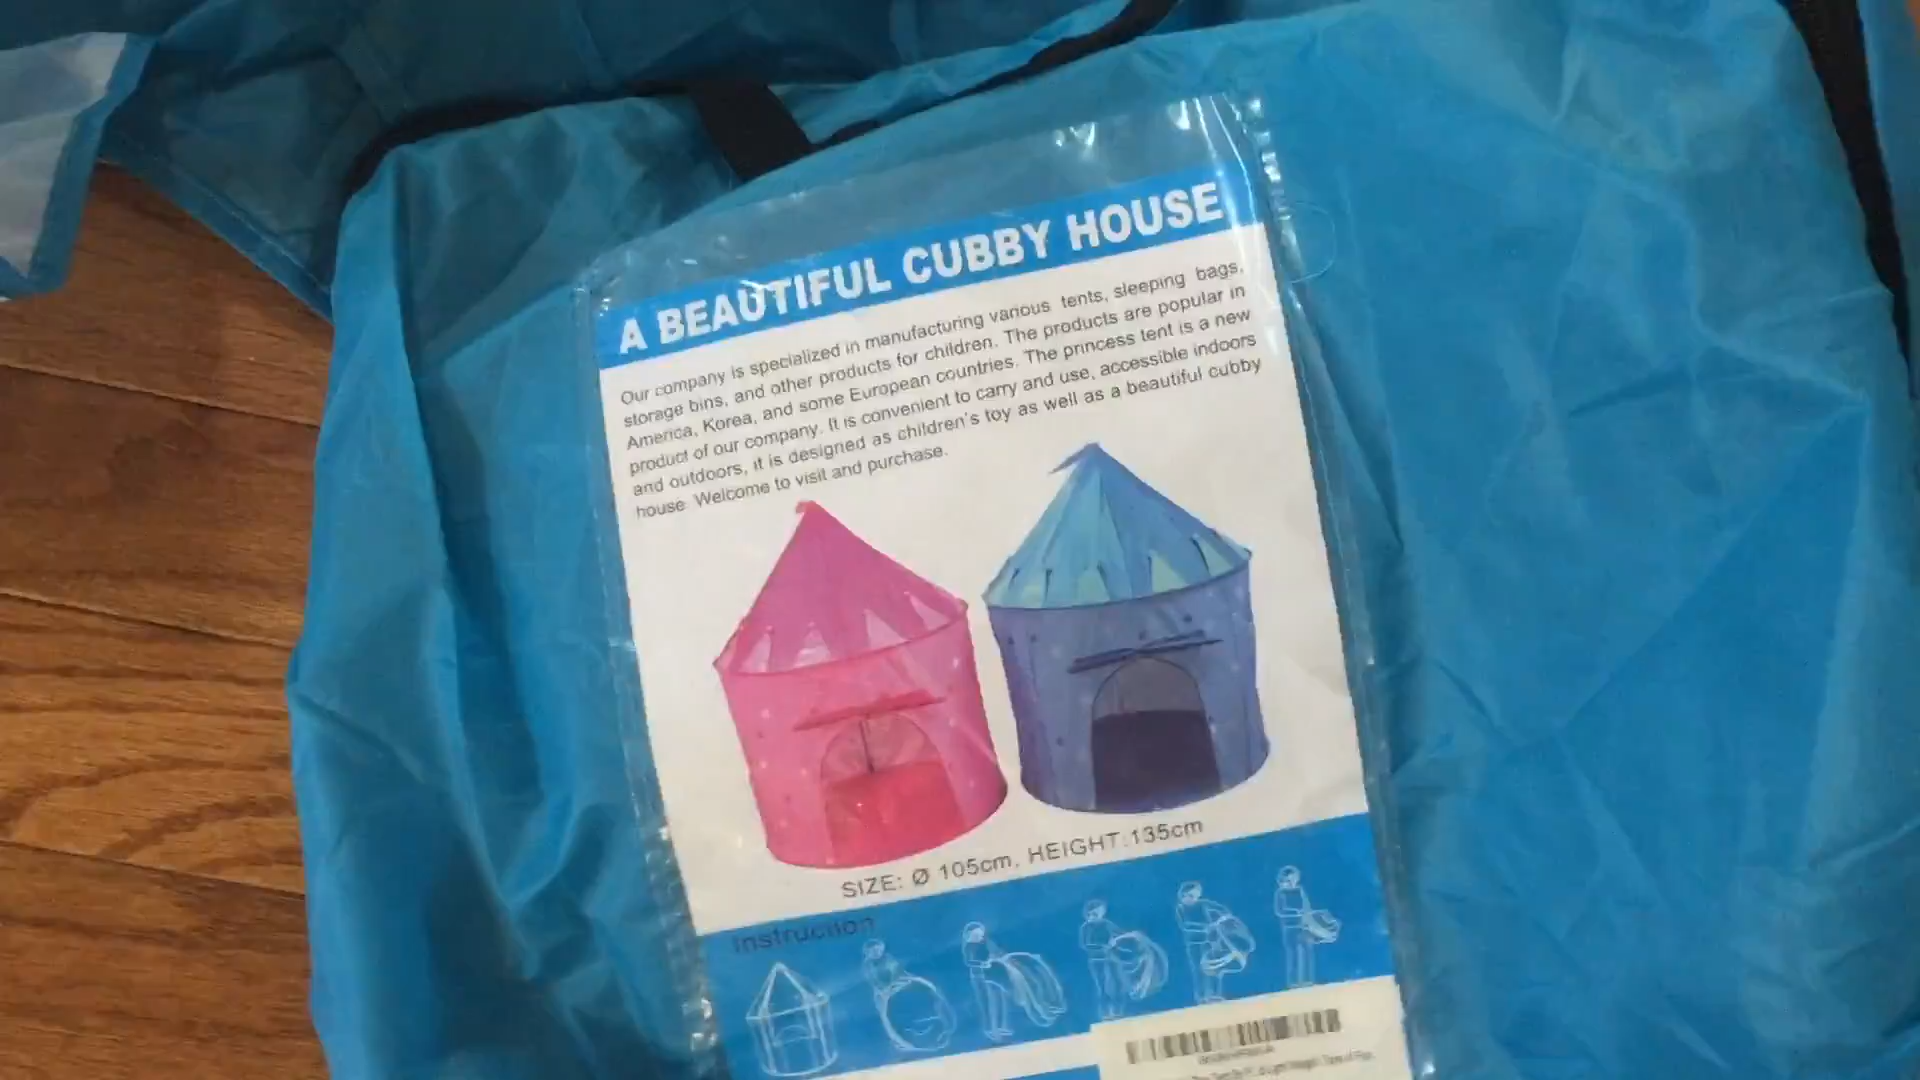 A BEAUTIFUL CUBBY HOUSE
Our company is specialized in manufacturing various tents, sleeping bags,
storage bins, and other products for children. The products are popular in
America, Korea, and some European countries. The princess tent is a new
product of our company. It is convenient to carry and use, accessible indoors
and outdoors, it is designed as children's toy as well as a beautiful cubby
house. Welcome to visit and purchase.
SIZE: Ø 105cm, HEIGHT:135cm
Instruction